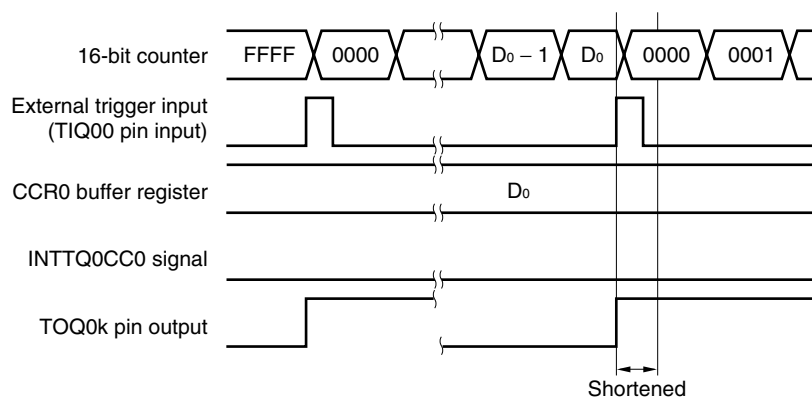 16-bit counter FFFF 0000 D₀ − 1 D₀ 0000 0001
External trigger input
(TIQ00 pin input)
CCR0 buffer register D₀
INTTQ0CC0 signal
TOQ0k pin output
Shortened